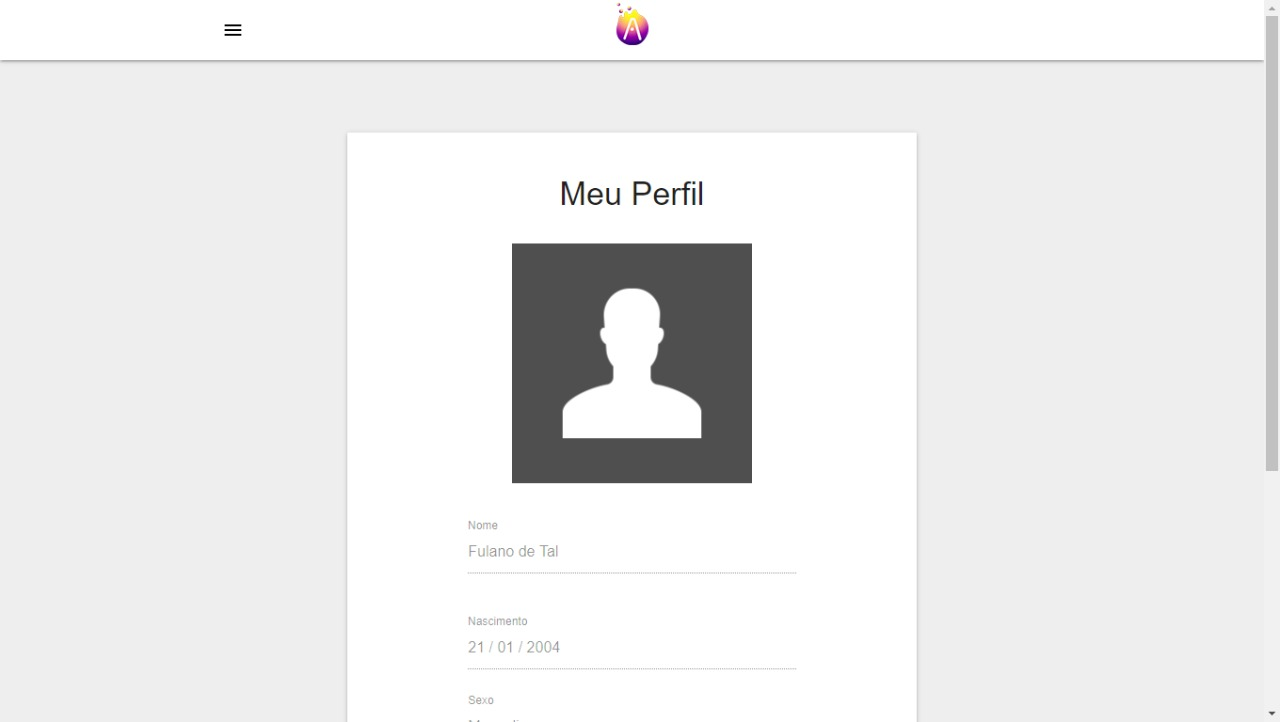 A
Meu Perfil
Nome
Fulano de Tal
Nascimento
21 / 01 / 2004
Sexo